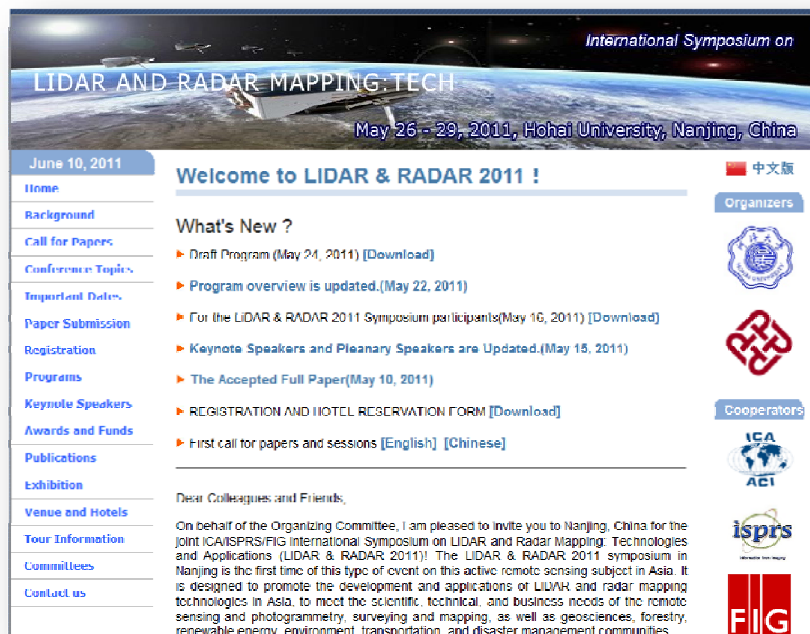 International Symposium on
LIDAR AND RADAR MAPPING:TECH
May 26 - 29, 2011, Hohai University, Nanjing, China
June 10, 2011
Home
Background
Call for Papers
Conference Topics
Important Dates
Paper Submission
Registration
Programs
Keynote Speakers
Awards and Funds
Publications
Exhibition
Venue and Hotels
Tour Information
Committees
Contact us
Welcome to LIDAR & RADAR 2011 !
What's New ?
Draft Program (May 24, 2011) [Download]
Program overview is updated.(May 22, 2011)
For the LiDAR & RADAR 2011 Symposium participants(May 16, 2011) [Download]
Keynote Speakers and Pleanary Speakers are Updated.(May 15, 2011)
The Accepted Full Paper(May 10, 2011)
REGISTRATION AND HOTEL RESERVATION FORM [Download]
First call for papers and sessions [English] [Chinese]
Dear Colleagues and Friends,
On behalf of the Organizing Committee, I am pleased to invite you to Nanjing, China for the
joint ICA/ISPRS/FIG International Symposium on LIDAR and Radar Mapping: Technologies
and Applications (LIDAR & RADAR 2011)! The LIDAR & RADAR 2011 symposium in
Nanjing is the first time of this type of event on this active remote sensing subject in Asia. It
is designed to promote the development and applications of LIDAR and radar mapping
technologies in Asia, to meet the scientific, technical, and business needs of the remote
sensing and photogrammetry, surveying and mapping, as well as geosciences, forestry,
renewable energy, environment, transportation, and disaster management communities.
中文版
Organizers
Cooperators
ICA
ACI
isprs
FIG